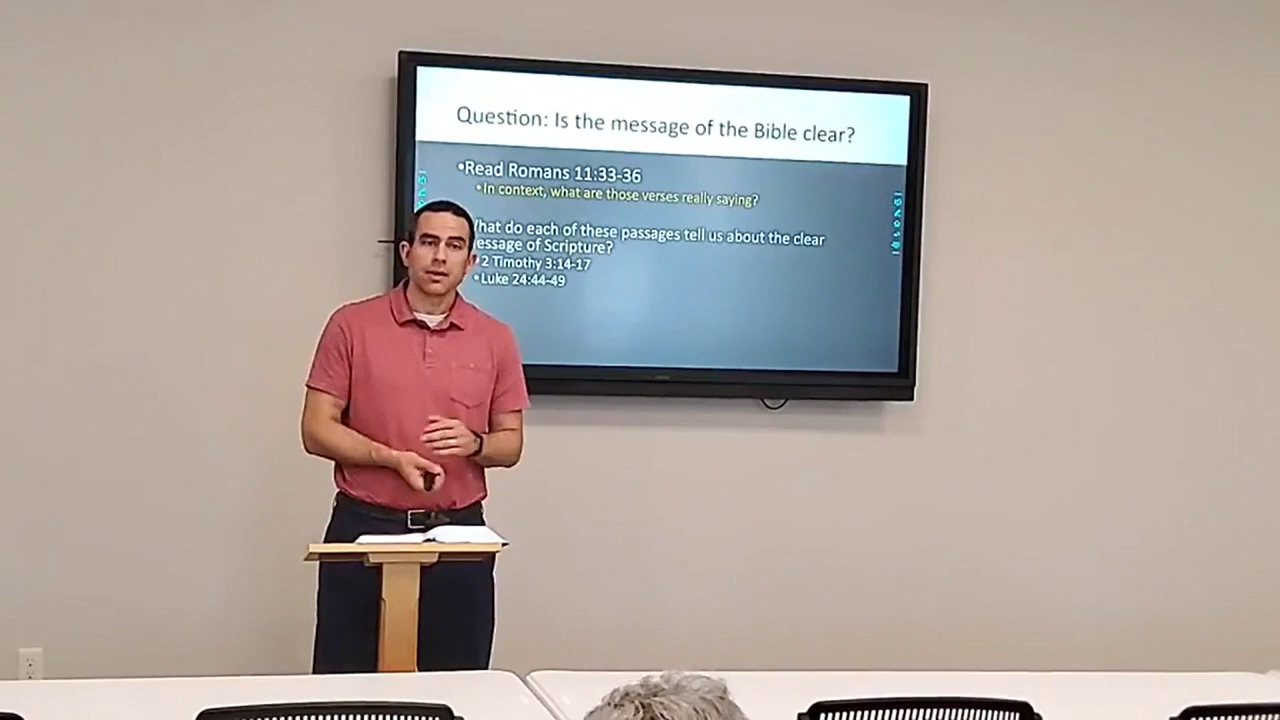 Question: Is the message of the Bible clear?
•Read Romans 11:33-36
•In context, what are those verses really saying?
hat do each of these passages tell us about the clear
essage of Scripture?
2 Timothy 3:14-17
•Luke 24:44-49